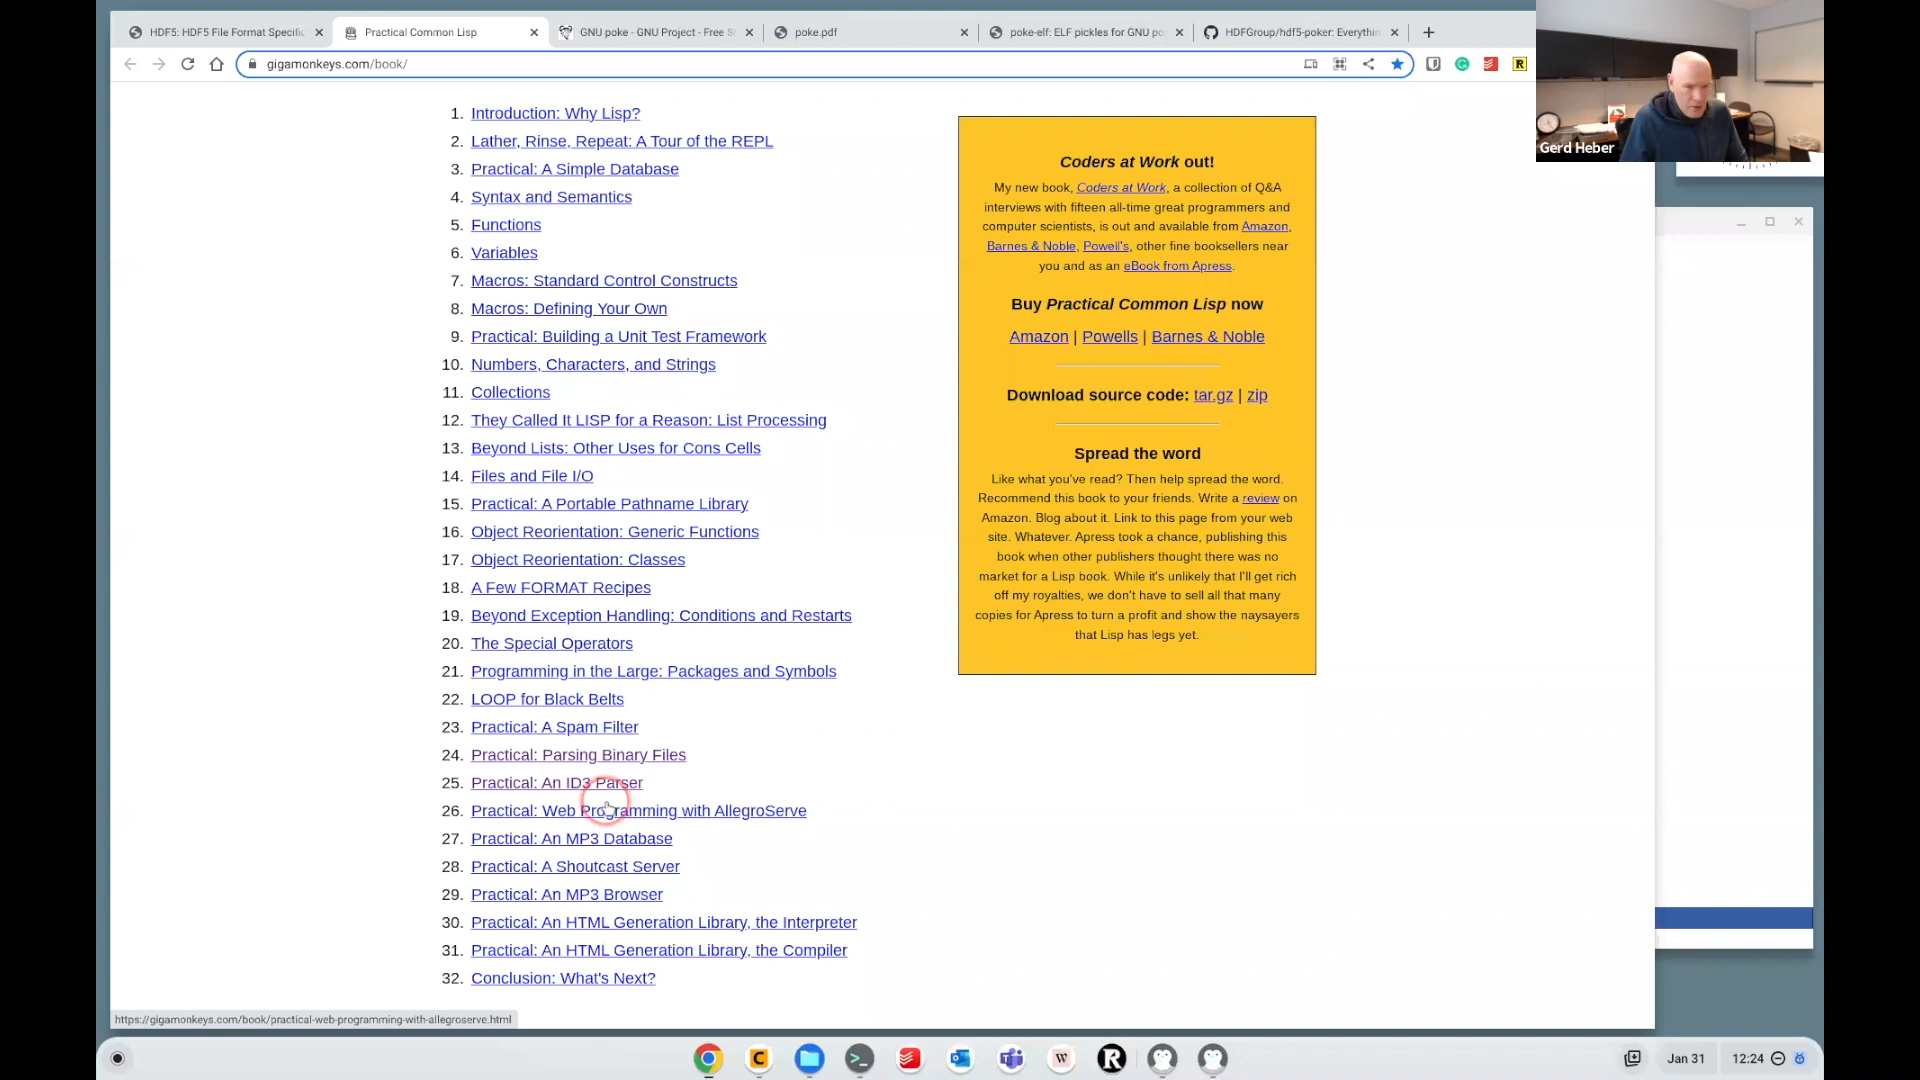 HDF5: HDF5 File Format Specific
Practical Common Lisp
GNU poke - GNU Project - Free S
poke.pdf
poke-elf: ELF pickles for GNU po
HDFGroup/hdf5-poker: Everythin
gigamonkeys.com/book/
Gerd Heber
1. Introduction: Why Lisp?
2. Lather, Rinse, Repeat: A Tour of the REPL
3. Practical: A Simple Database
4. Syntax and Semantics
5. Functions
6. Variables
7. Macros: Standard Control Constructs
8. Macros: Defining Your Own
9. Practical: Building a Unit Test Framework
10. Numbers, Characters, and Strings
11. Collections
12. They Called It LISP for a Reason: List Processing
13. Beyond Lists: Other Uses for Cons Cells
14. Files and File I/O
15. Practical: A Portable Pathname Library
16. Object Reorientation: Generic Functions
17. Object Reorientation: Classes
18. A Few FORMAT Recipes
19. Beyond Exception Handling: Conditions and Restarts
20. The Special Operators
21. Programming in the Large: Packages and Symbols
22. LOOP for Black Belts
23. Practical: A Spam Filter
24. Practical: Parsing Binary Files
25. Practical: An ID3 Parser
26. Practical: Web Programming with AllegroServe
27. Practical: An MP3 Database
28. Practical: A Shoutcast Server
29. Practical: An MP3 Browser
30. Practical: An HTML Generation Library, the Interpreter
31. Practical: An HTML Generation Library, the Compiler
32. Conclusion: What's Next?
Coders at Work out!
My new book, Coders at Work, a collection of Q&A
interviews with fifteen all-time great programmers and
computer scientists, is out and available from Amazon,
Barnes & Noble, Powell's, other fine booksellers near
you and as an eBook from Apress.
Buy Practical Common Lisp now
Amazon | Powells | Barnes & Noble
Download source code: tar.gz | zip
Spread the word
Like what you've read? Then help spread the word.
Recommend this book to your friends. Write a review on
Amazon. Blog about it. Link to this page from your web
site. Whatever. Apress took a chance, publishing this
book when other publishers thought there was no
market for a Lisp book. While it's unlikely that I'll get rich
off my royalties, we don't have to sell all that many
copies for Apress to turn a profit and show the naysayers
that Lisp has legs yet.
https://gigamonkeys.com/book/practical-web-programming-with-allegroserve.html
Jan 31
12:24